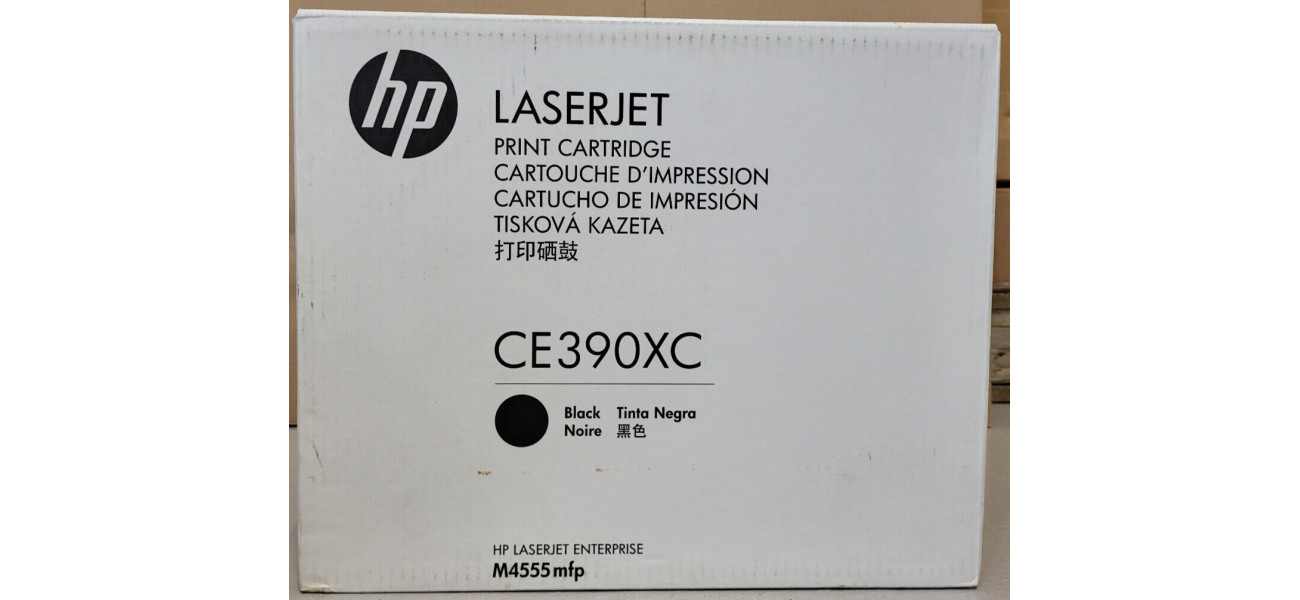 hp
LASERJET
PRINT CARTRIDGE
CARTOUCHE D'IMPRESSION
CARTUCHO DE IMPRESIÓN
TISKOVÁ KAZETA
打印硒鼓
CE390XC
Black Tinta Negra
Noire 黑色
HP LASERJET ENTERPRISE
M4555mfp